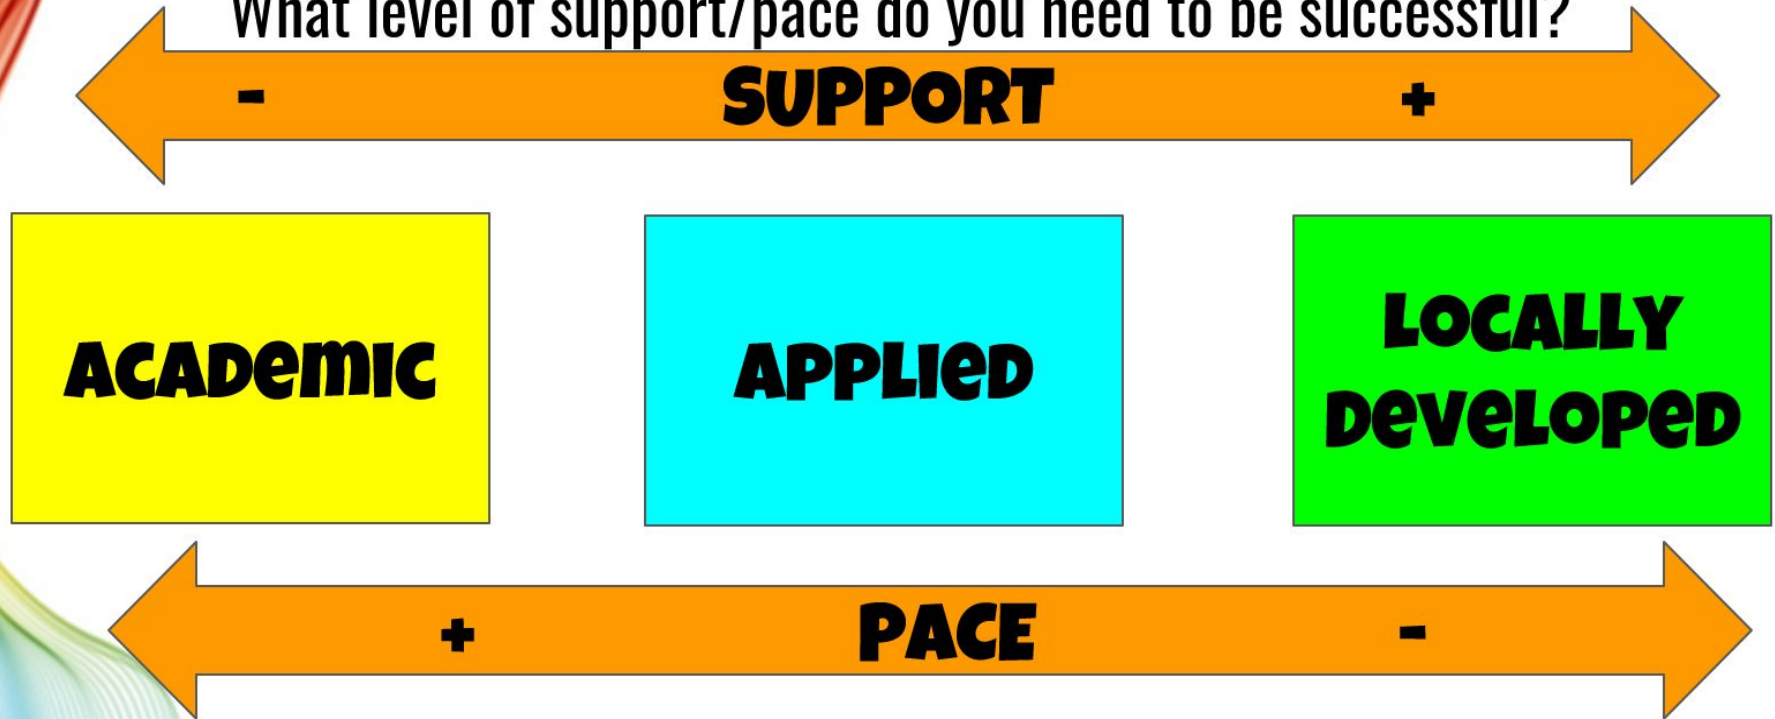 What level of support/pace do you need to be successful?
- SUPPORT +
ACADEMIC
APPLIED
LOCALLY
DEVELOPED
+ PACE -